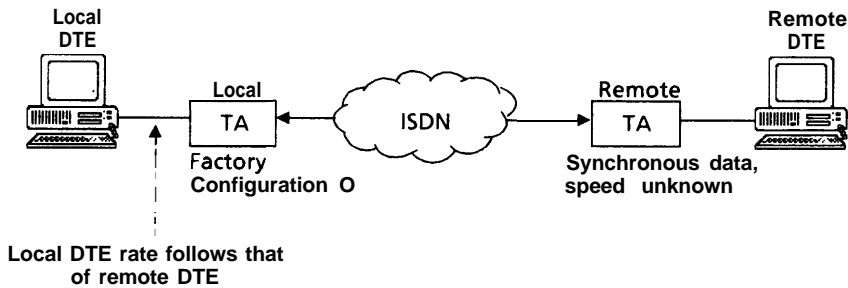 Local
DTE
Remote
DTE
Local
TA
ISDN
Remote
TA
Factory
Configuration O
Synchronous data,
speed unknown
Local DTE rate follows that
of remote DTE